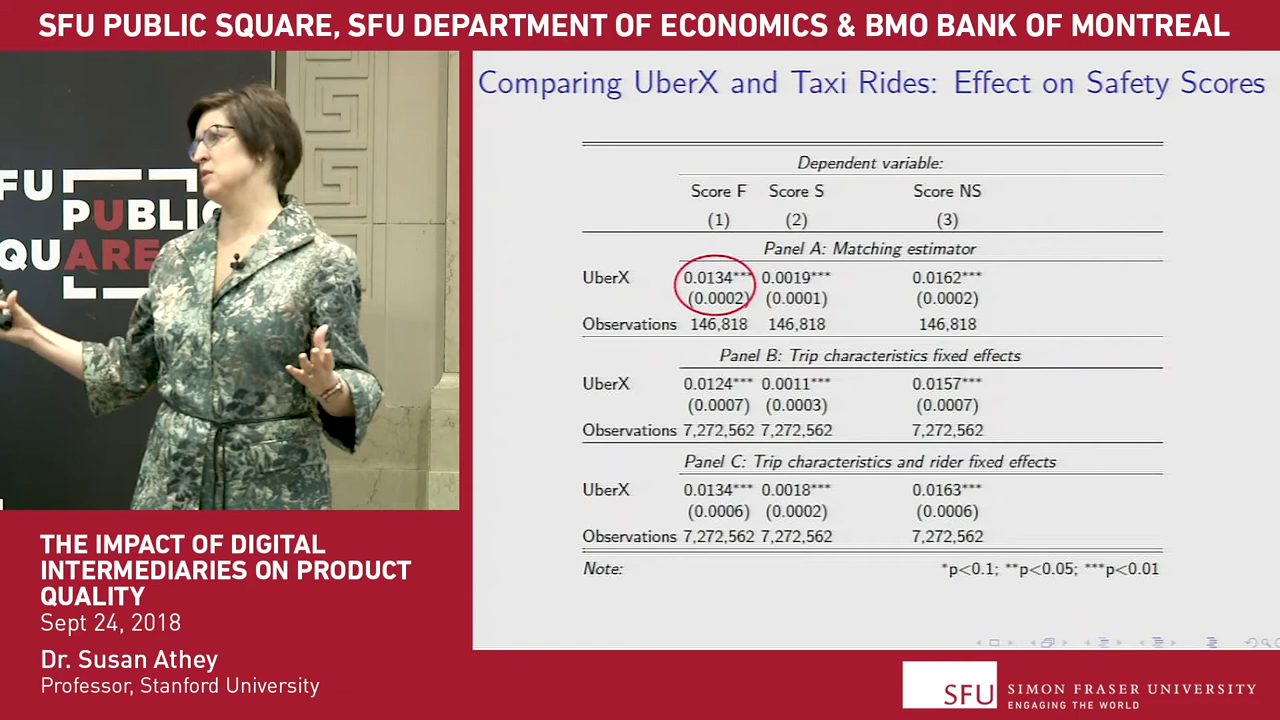 SFU PUBLIC SQUARE, SFU DEPARTMENT OF ECONOMICS & BMO BANK OF MONTREAL
FU
PUBLIC
QUARE
Comparing UberX and Taxi Rides: Effect on Safety Scores
Dependent variable:
Score F Score S Score NS
(1) (2) (3)
Panel A: Matching estimator
UberX 0.0134*** 0.0019*** 0.0162***
(0.0002) (0.0001) (0.0002)
Observations 146,818 146,818 146,818
Panel B: Trip characteristics fixed effects
UberX 0.0124*** 0.0011*** 0.0157***
(0.0007) (0.0003) (0.0007)
Observations 7,272,562 7,272,562 7,272,562
Panel C: Trip characteristics and rider fixed effects
UberX 0.0134*** 0.0018*** 0.0163***
(0.0006) (0.0002) (0.0006)
Observations 7,272,562 7,272,562 7,272,562
Note: *p<0.1; **p<0.05; ***p<0.01
THE IMPACT OF DIGITAL
INTERMEDIARIES ON PRODUCT
QUALITY
Sept 24, 2018
Dr. Susan Athey
Professor, Stanford University
SFU SIMON FRASER UNIVERSITY
ENGAGING THE WORLD